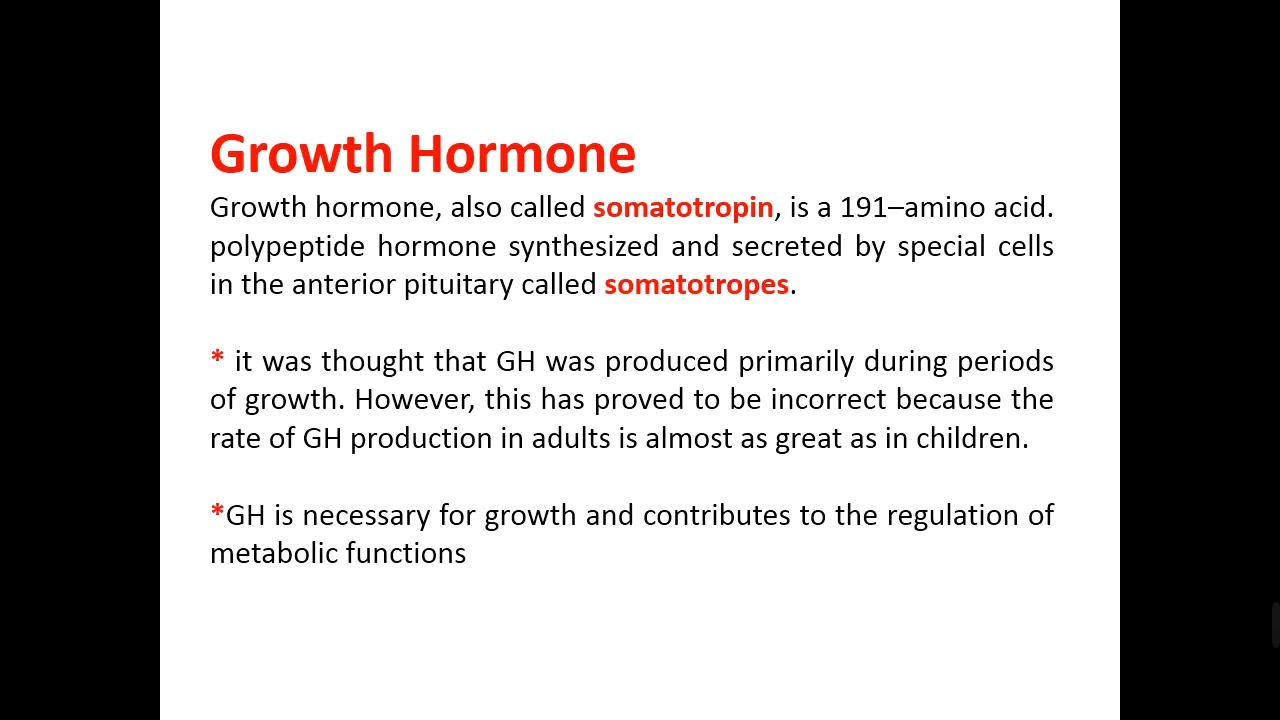 Growth Hormone
Growth hormone, also called somatotropin, is a 191–amino acid.
polypeptide hormone synthesized and secreted by special cells
in the anterior pituitary called somatotropes.
* it was thought that GH was produced primarily during periods
of growth. However, this has proved to be incorrect because the
rate of GH production in adults is almost as great as in children.
*GH is necessary for growth and contributes to the regulation of
metabolic functions